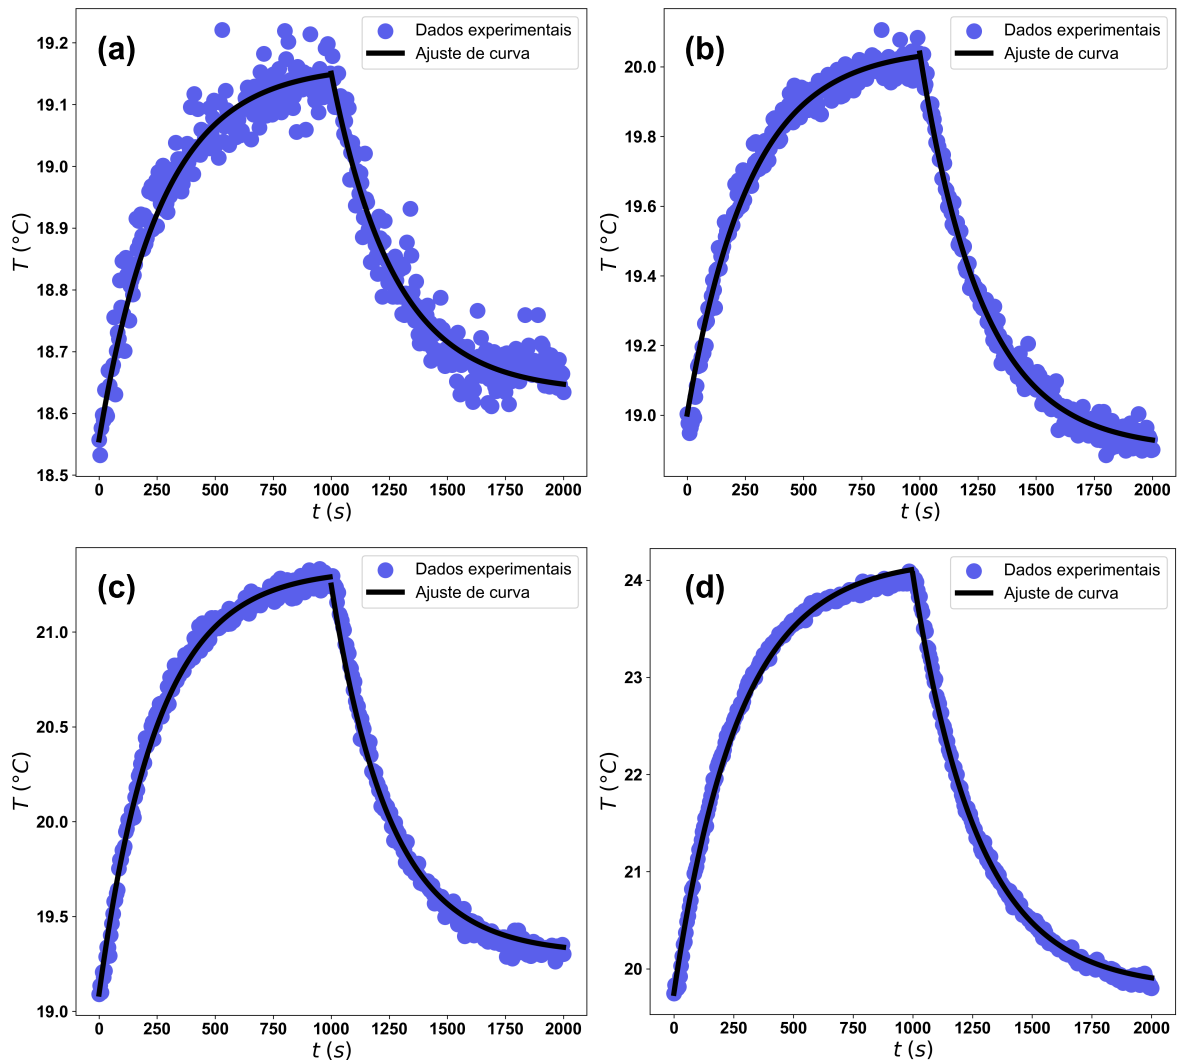 (a)
Dados experimentais
Ajuste de curva
T (°C)
19.2
19.1
19.0
18.9
18.8
18.7
18.6
18.5
0 250 500 750 1000 1250 1500 1750 2000
t (s)
(b)
Dados experimentais
Ajuste de curva
T (°C)
20.0
19.8
19.6
19.4
19.2
19.0
0 250 500 750 1000 1250 1500 1750 2000
t (s)
(c)
Dados experimentais
Ajuste de curva
T (°C)
21.0
20.5
20.0
19.5
19.0
0 250 500 750 1000 1250 1500 1750 2000
t (s)
(d)
Dados experimentais
Ajuste de curva
T (°C)
24
23
22
21
20
0 250 500 750 1000 1250 1500 1750 2000
t (s)